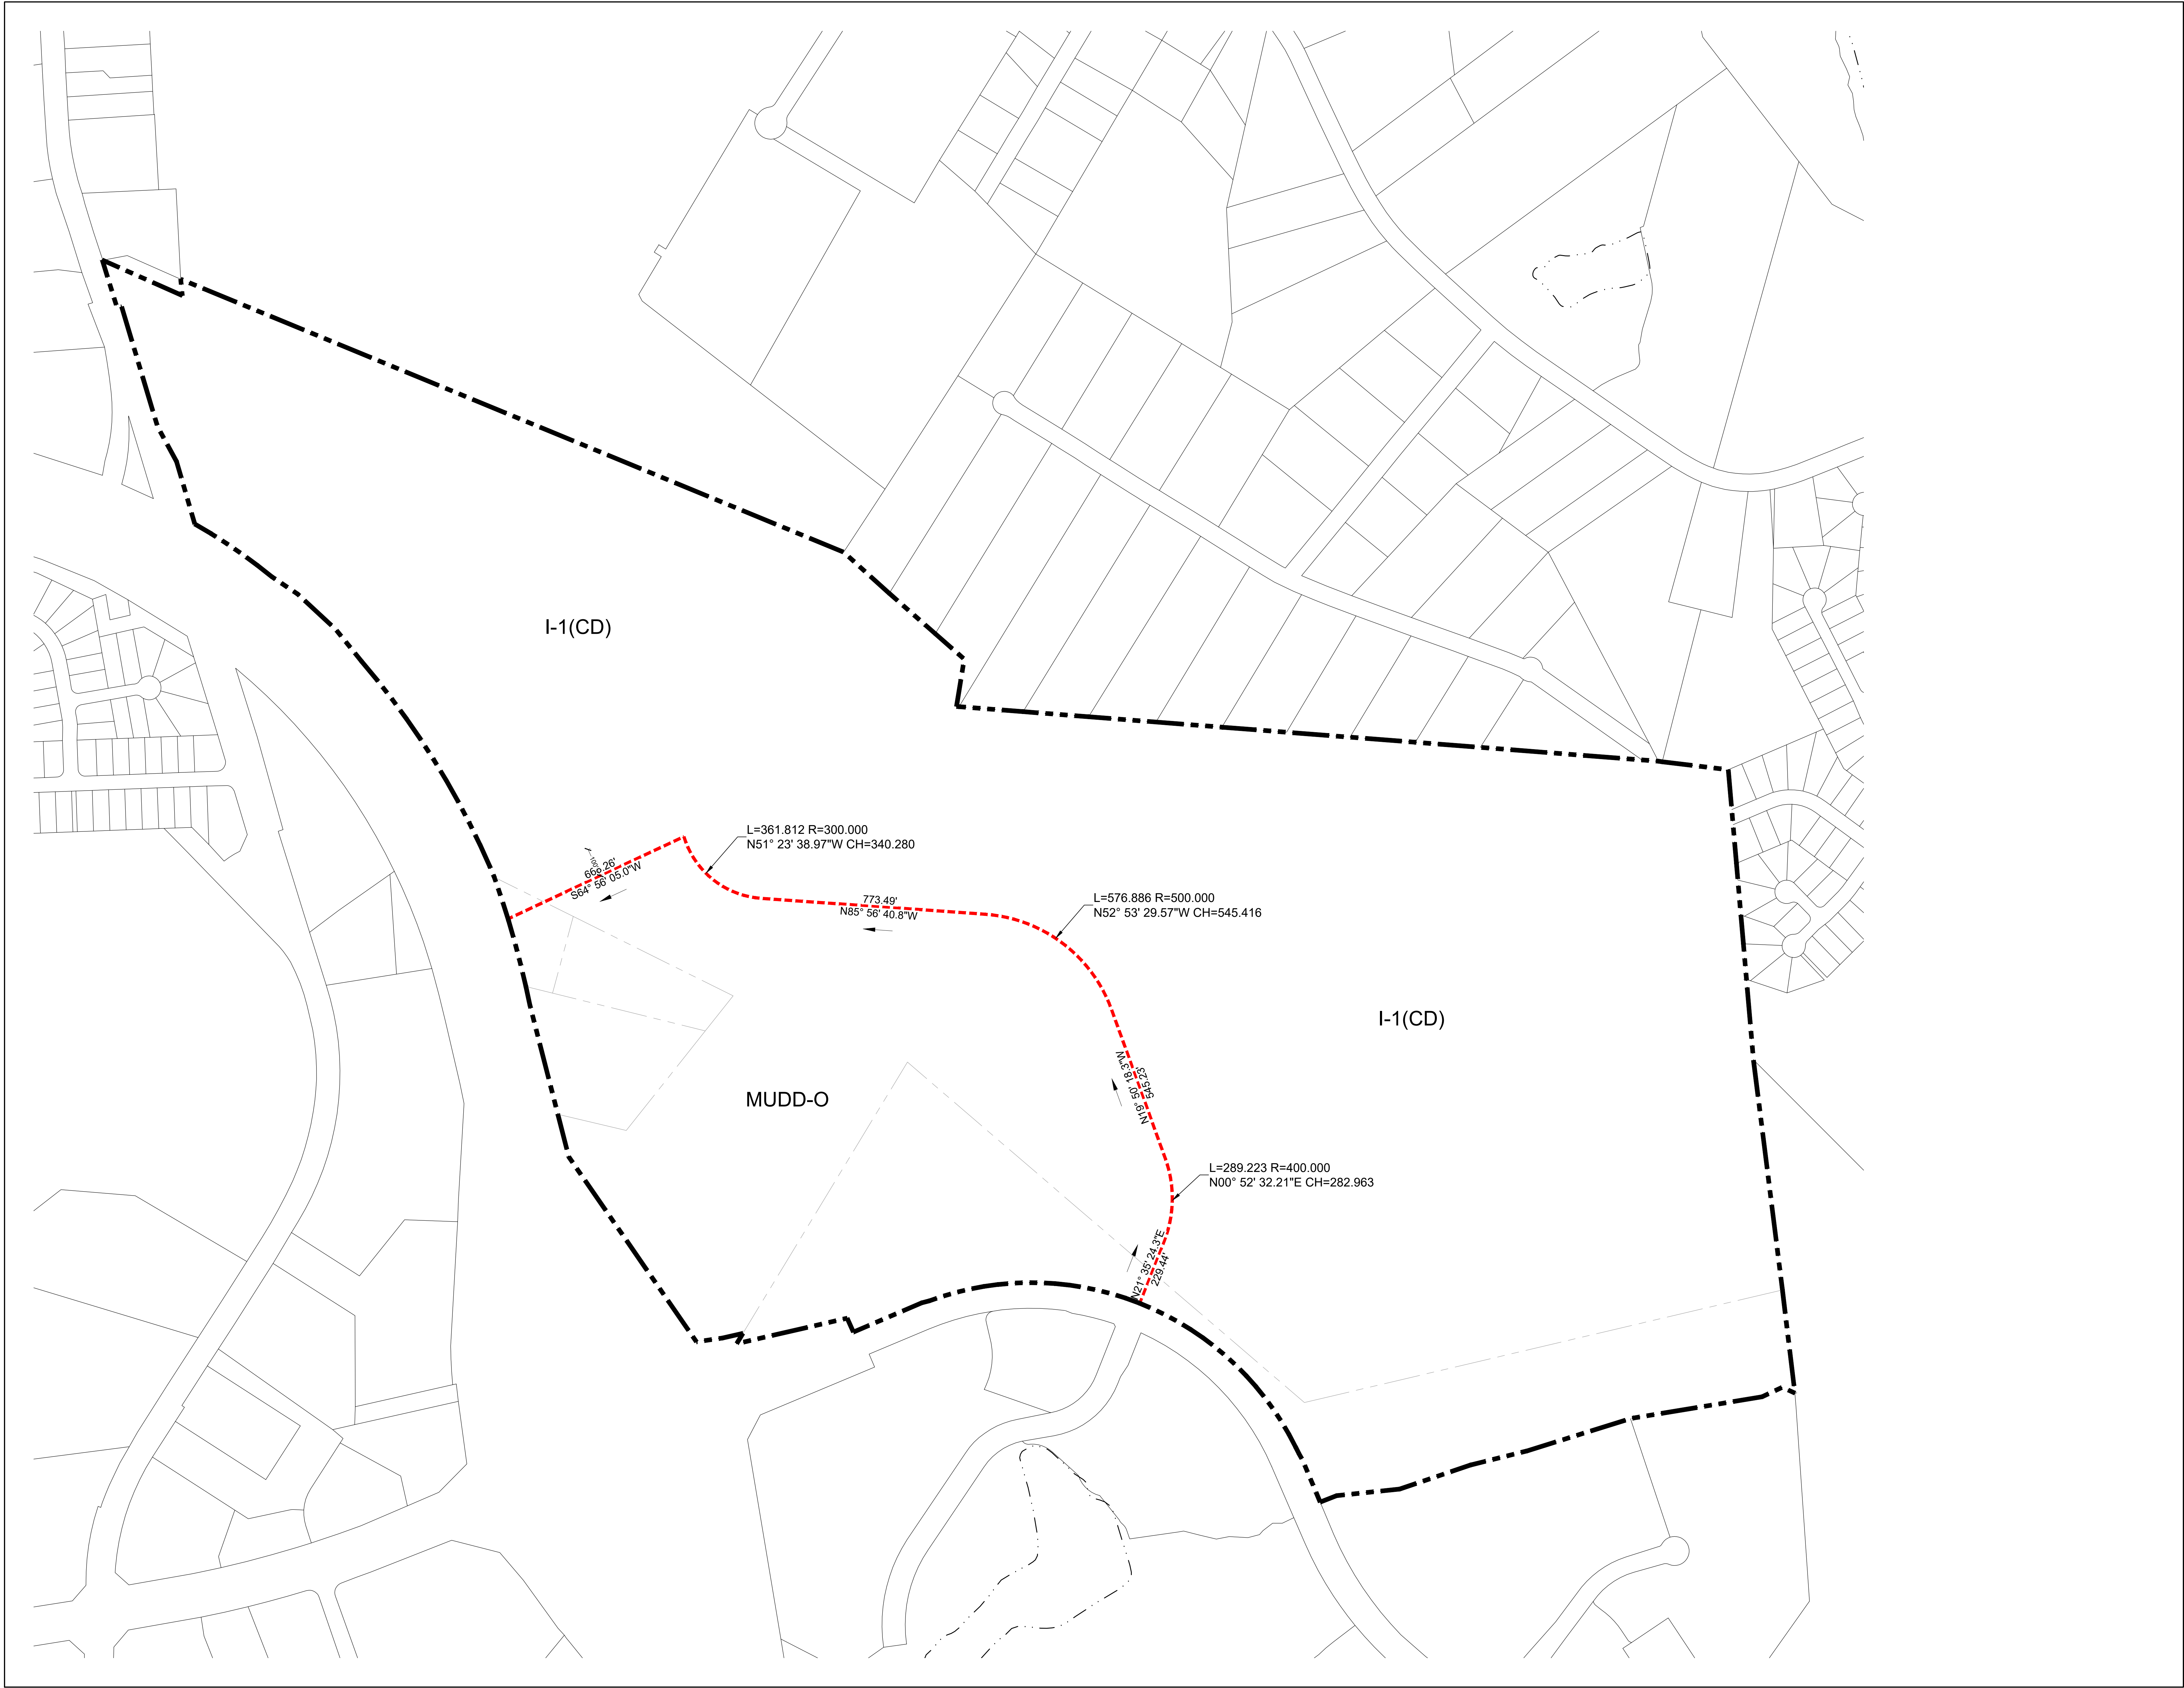 I-1(CD)
L=361.812 R=300.000
N51° 23' 38.97"W CH=340.280
668.26'
S64° 56' 05.0"W
773.49'
N85° 56' 40.8"W
L=576.886 R=500.000
N52° 53' 29.57"W CH=545.416
I-1(CD)
545.23'
N19° 50' 18.3"W
MUDD-O
L=289.223 R=400.000
N00° 52' 32.21"E CH=282.963
N21° 35' 24.3"E
229.44'